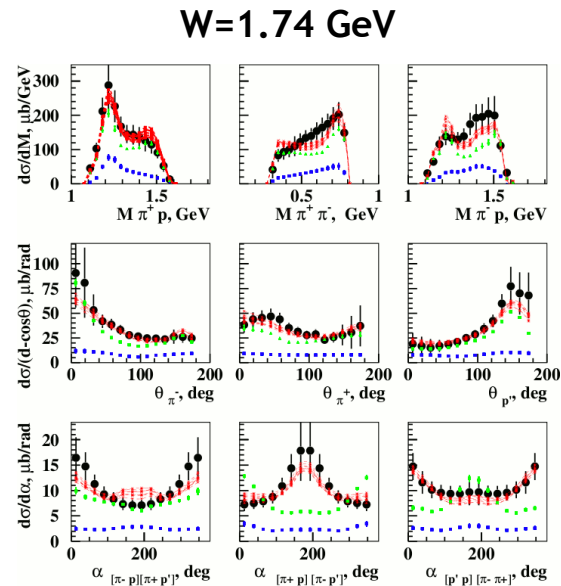 W=1.74 GeV
dσ/dM, μb/GeV
300
200
100
0
1 1.5
M π⁺ p, GeV
0 0.5 1
M π⁺ π⁻, GeV
1 1.5
M π⁻ p, GeV
dσ/(d-cosθ), μb/rad
100
75
50
25
0
0 200
θ π⁻, deg
0 200
θ π⁺, deg
0 200
θ p', deg
dσ/dα, μb/rad
20
15
10
5
0
0 200
α [π- p][π+ p'], deg
0 200
α [π+ p][π- p'], deg
0 200
α [p' p][π- π+], deg